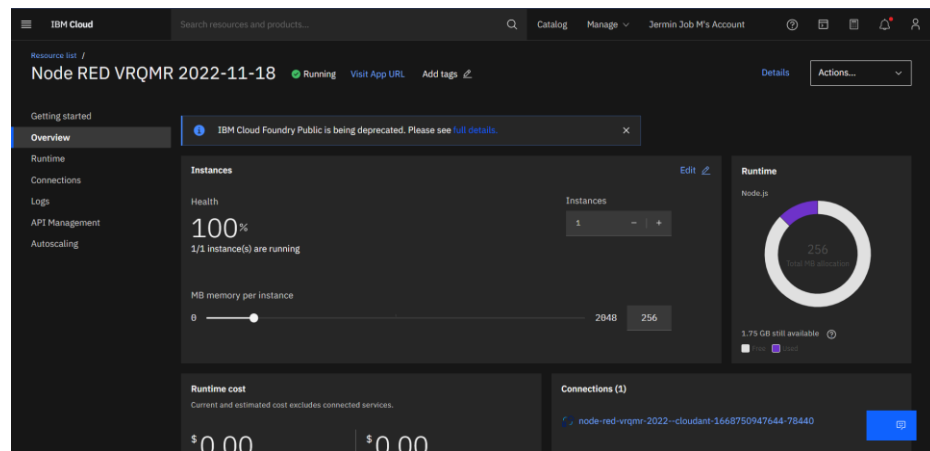 IBM Cloud
Search resources and products...
Catalog
Manage
Jermin Job M's Account
Resource list /
Node RED VRQMR 2022-11-18
Running
Visit App URL
Add tags
Details
Actions...
Getting started
Overview
Runtime
Connections
Logs
API Management
Autoscaling
IBM Cloud Foundry Public is being deprecated. Please see full details.
Instances
Edit
Health
100%
1/1 instance(s) are running
Instances
1
MB memory per instance
0
2048
256
Runtime
Node.js
256
Total MB allocation
1.75 GB still available
Free
Used
Runtime cost
Current and estimated cost excludes connected services.
$0.00
$0.00
Connections (1)
node-red-vrqmr-2022--cloudant-1668750947644-78440